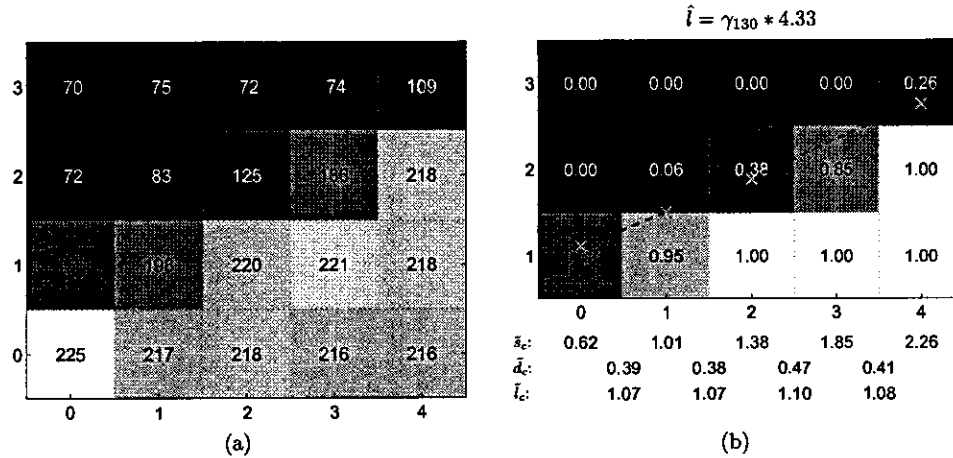 l̂ = γ₁₃₀ * 4.33
3 70 75 72 74 109
2 72 83 125 218
1 220 221 218
0 225 217 218 216 216
0 1 2 3 4
(a)
3 0.00 0.00 0.00 0.00 0.26
2 0.00 0.06 0.38 0.85 1.00
1 0.95 1.00 1.00 1.00
0 1 2 3 4
s̃c: 0.62 1.01 1.38 1.85 2.26
d̃c: 0.39 0.38 0.47 0.41
l̃c: 1.07 1.07 1.10 1.08
(b)